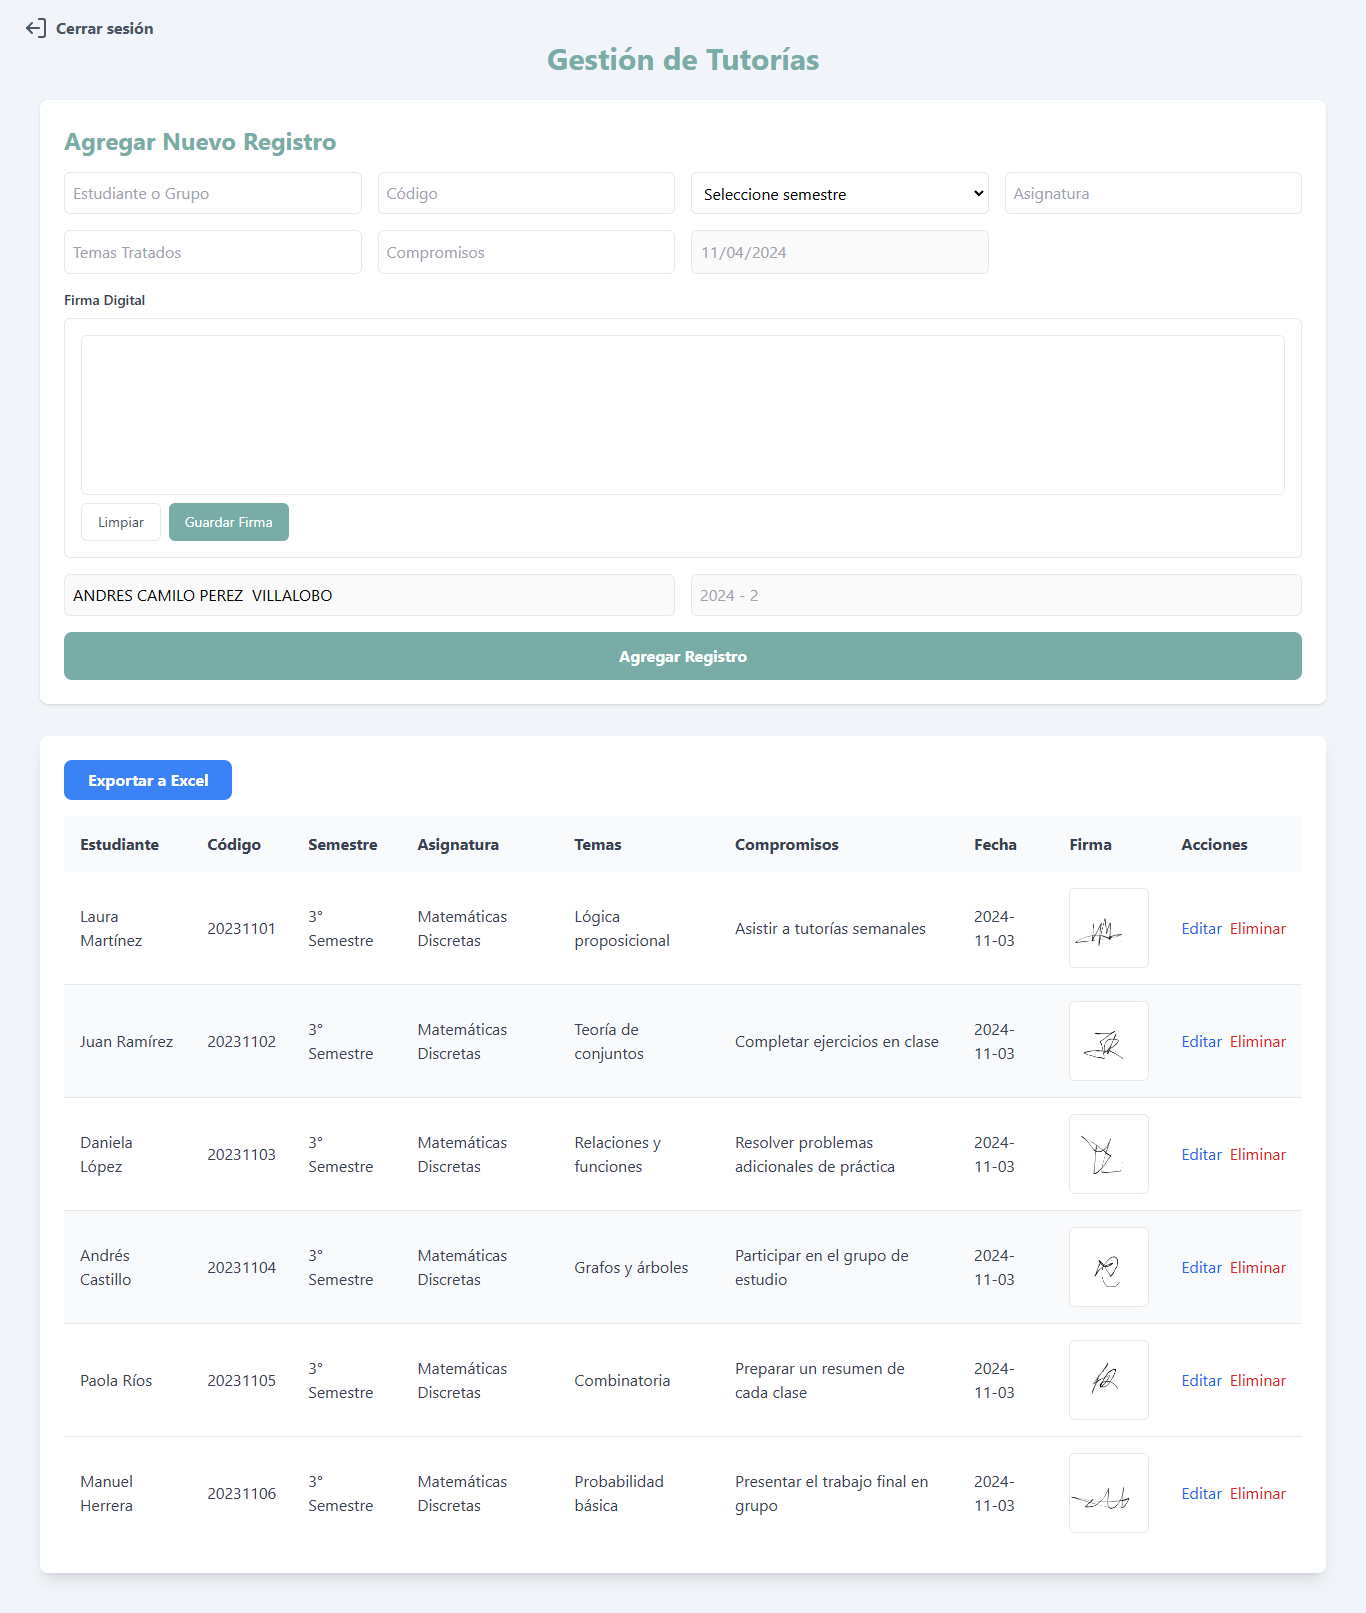 Cerrar sesión
Gestión de Tutorías
Agregar Nuevo Registro
Estudiante o Grupo Código Seleccione semestre Asignatura
Temas Tratados Compromisos 11/04/2024
Firma Digital
Limpiar Guardar Firma
ANDRES CAMILO PEREZ  VILLALOBO 2024 - 2
Agregar Registro
Exportar a Excel
Estudiante Código Semestre Asignatura Temas Compromisos Fecha Firma Acciones
Laura 3° Matemáticas Lógica 2024-
20231101 Asistir a tutorías semanales Editar Eliminar
Martínez Semestre Discretas proposicional 11-03
3° Matemáticas Teoría de 2024-
Juan Ramírez 20231102 Completar ejercicios en clase Editar Eliminar
Semestre Discretas conjuntos 11-03
Daniela 3° Matemáticas Relaciones y Resolver problemas 2024-
20231103 Editar Eliminar
López Semestre Discretas funciones adicionales de práctica 11-03
Andrés 3° Matemáticas Participar en el grupo de 2024-
20231104 Grafos y árboles Editar Eliminar
Castillo Semestre Discretas estudio 11-03
3° Matemáticas Preparar un resumen de 2024-
Paola Ríos 20231105 Combinatoria Editar Eliminar
Semestre Discretas cada clase 11-03
Manuel 3° Matemáticas Probabilidad Presentar el trabajo final en 2024-
20231106 Editar Eliminar
Herrera Semestre Discretas básica grupo 11-03